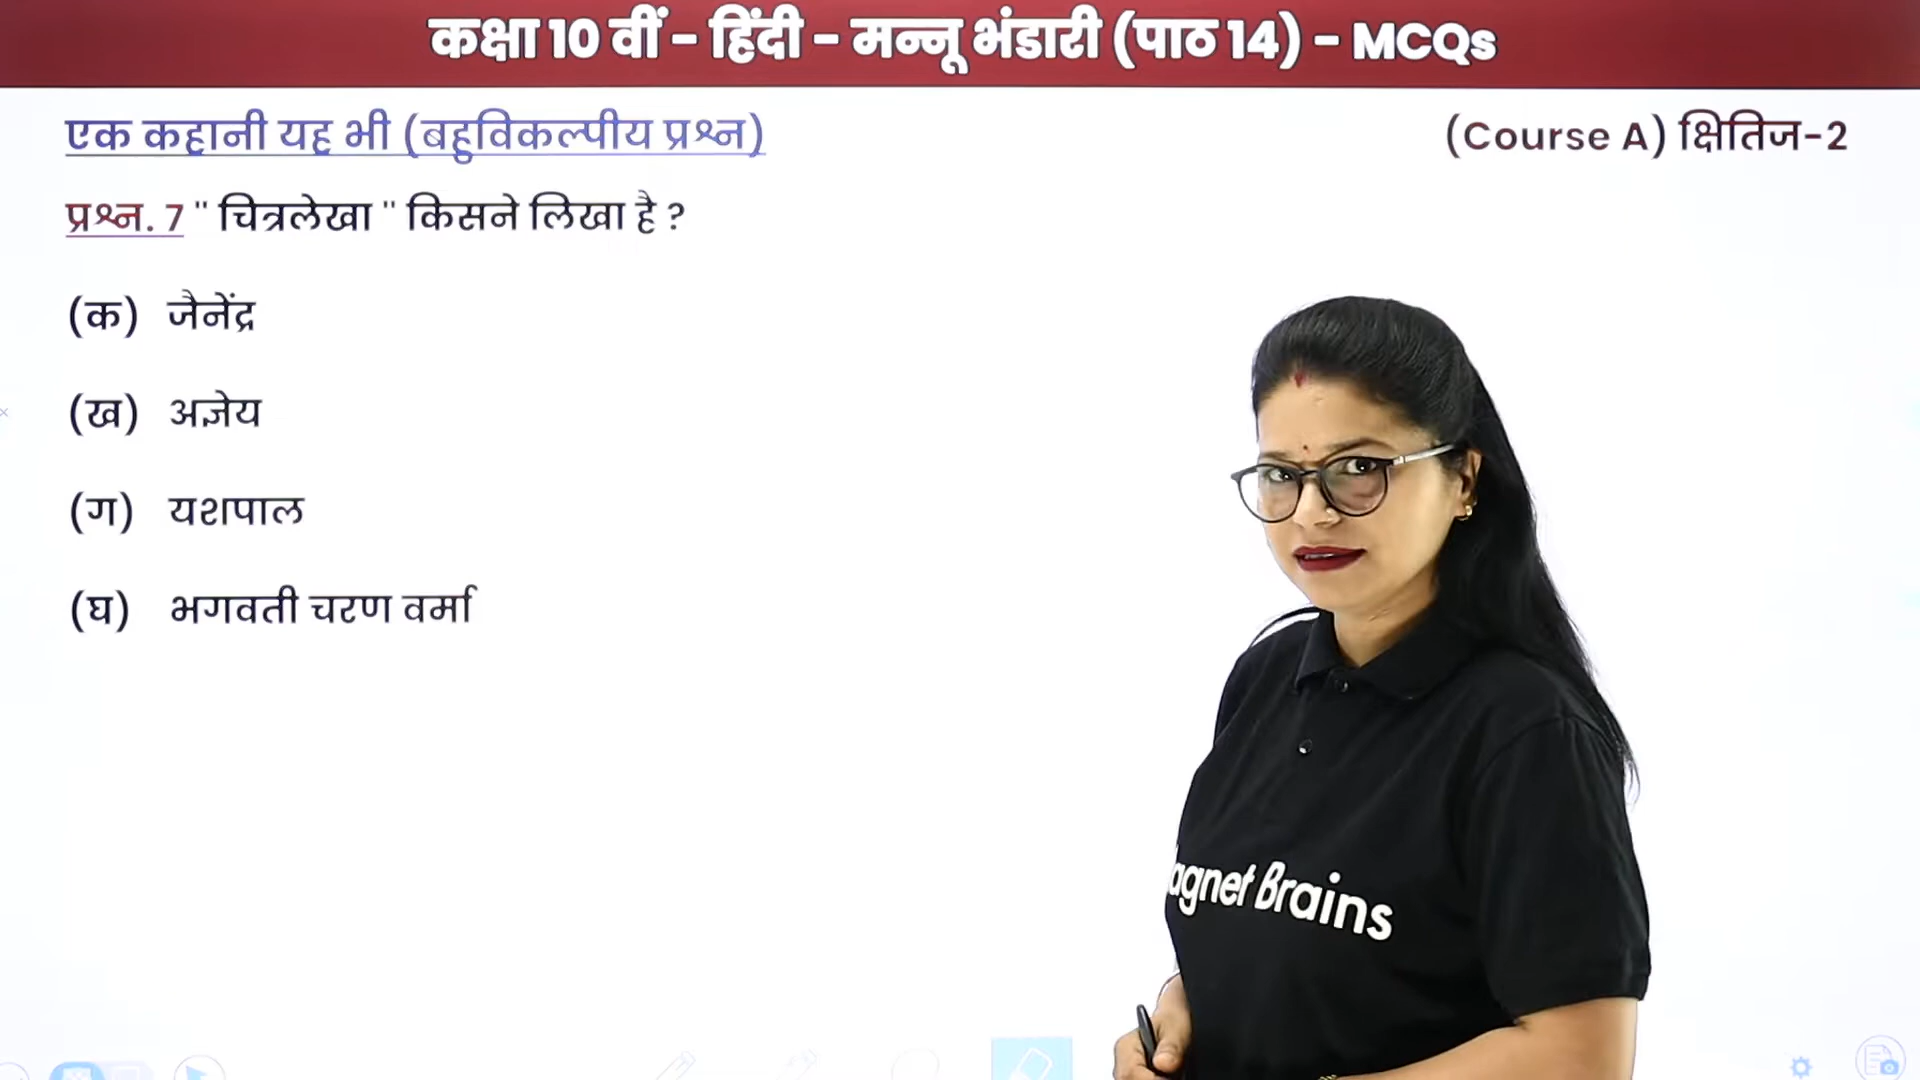 कक्षा 10 वीं - हिंदी - मन्नू भंडारी (पाठ 14) - MCQs
एक कहानी यह भी (बहुविकल्पीय प्रश्न)
(Course A) क्षितिज-2
प्रश्न. 7 " चित्रलेखा " किसने लिखा है ?
(क) जैनेंद्र
(ख) अज्ञेय
(ग) यशपाल
(घ) भगवती चरण वर्मा
agnet Brains